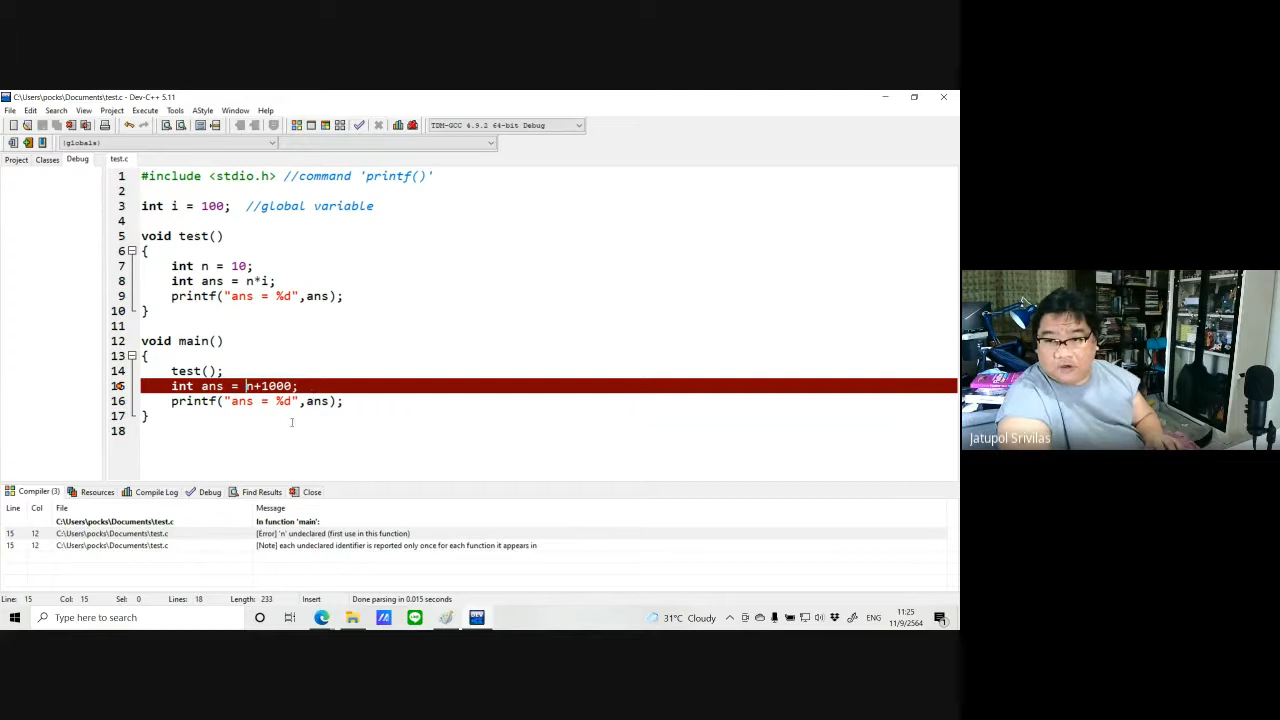 C:\Users\pocks\Documents\test.c - Dev-C++ 5.11
File Edit Search View Project Execute Tools AStyle Window Help
TDM-GCC 4.9.2 64-bit Debug
(globals)
Project Classes Debug test.c
1 #include <stdio.h> //command 'printf()'
2
3 int i = 100; //global variable
4
5 void test()
6 {
7 int n = 10;
8 int ans = n*i;
9 printf("ans = %d",ans);
10 }
11
12 void main()
13 {
14 test();
15 int ans = n+1000;
16 printf("ans = %d",ans);
17 }
18
Jatupol Srivilas
Compiler (3) Resources Compile Log Debug Find Results Close
Line Col File Message
C:\Users\pocks\Documents\test.c In function 'main':
15 12 C:\Users\pocks\Documents\test.c [Error] 'n' undeclared (first use in this function)
15 12 C:\Users\pocks\Documents\test.c [Note] each undeclared identifier is reported only once for each function it appears in
Line: 15 Col: 15 Sel: 0 Lines: 18 Length: 233 Insert Done parsing in 0.015 seconds
Type here to search
DEV
31°C Cloudy
ENG
11:25
11/9/2564